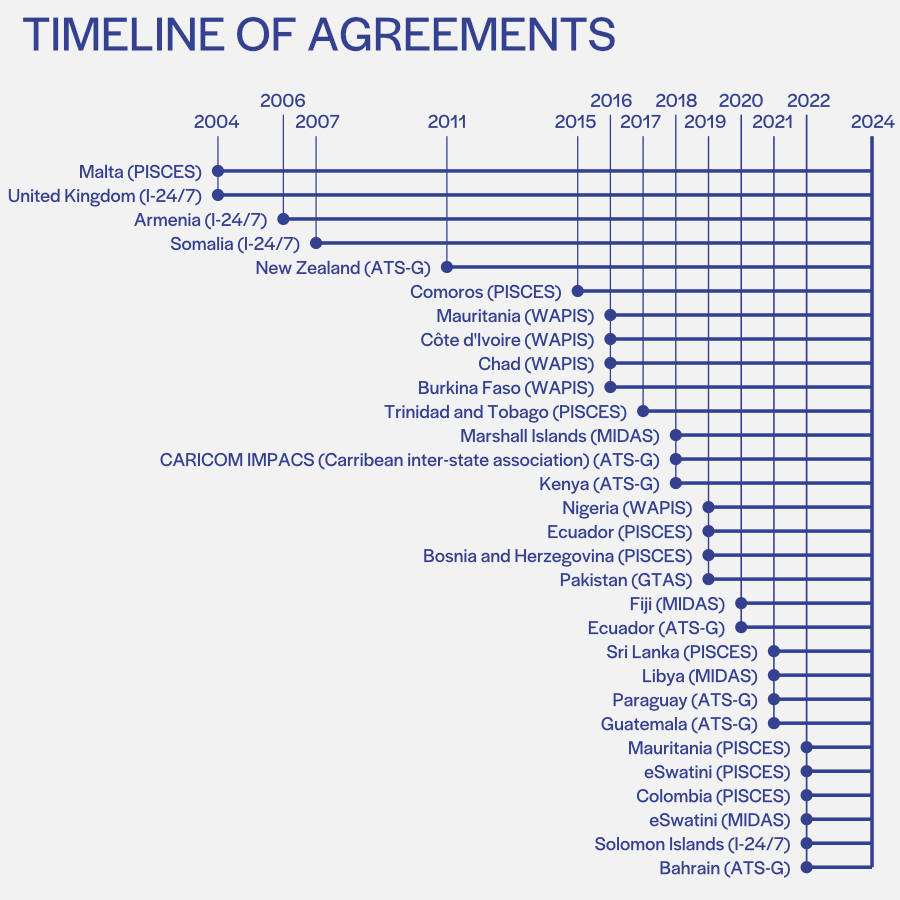 TIMELINE OF AGREEMENTS
2006 2016 2018 2020 2022
2004 2007 2011 2015 2017 2019 2021 2024
Malta (PISCES)
United Kingdom (I-24/7)
Armenia (I-24/7)
Somalia (I-24/7)
New Zealand (ATS-G)
Comoros (PISCES)
Mauritania (WAPIS)
Côte d'Ivoire (WAPIS)
Chad (WAPIS)
Burkina Faso (WAPIS)
Trinidad and Tobago (PISCES)
Marshall Islands (MIDAS)
CARICOM IMPACS (Carribean inter-state association) (ATS-G)
Kenya (ATS-G)
Nigeria (WAPIS)
Ecuador (PISCES)
Bosnia and Herzegovina (PISCES)
Pakistan (GTAS)
Fiji (MIDAS)
Ecuador (ATS-G)
Sri Lanka (PISCES)
Libya (MIDAS)
Paraguay (ATS-G)
Guatemala (ATS-G)
Mauritania (PISCES)
eSwatini (PISCES)
Colombia (PISCES)
eSwatini (MIDAS)
Solomon Islands (I-24/7)
Bahrain (ATS-G)